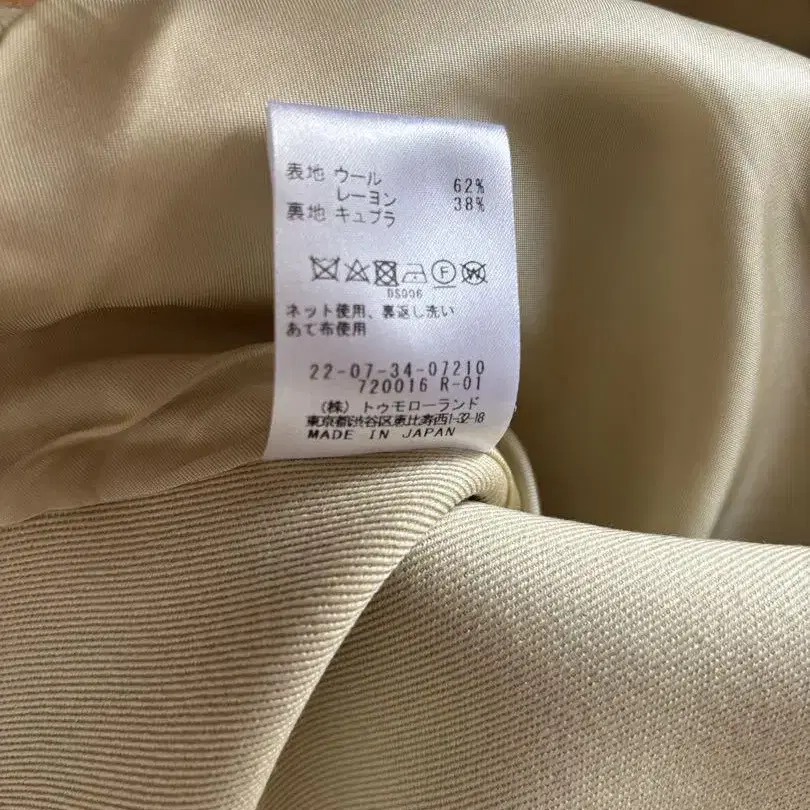 表地 ウール 62%
レーヨン 38%
裏地 キュプラ
F W
DS006
ネット使用、裏返し洗い
あて布使用
22-07-34-07210
720016 R-01
(株) トゥモローランド
東京都渋谷区恵比寿西1-32-18
MADE IN JAPAN